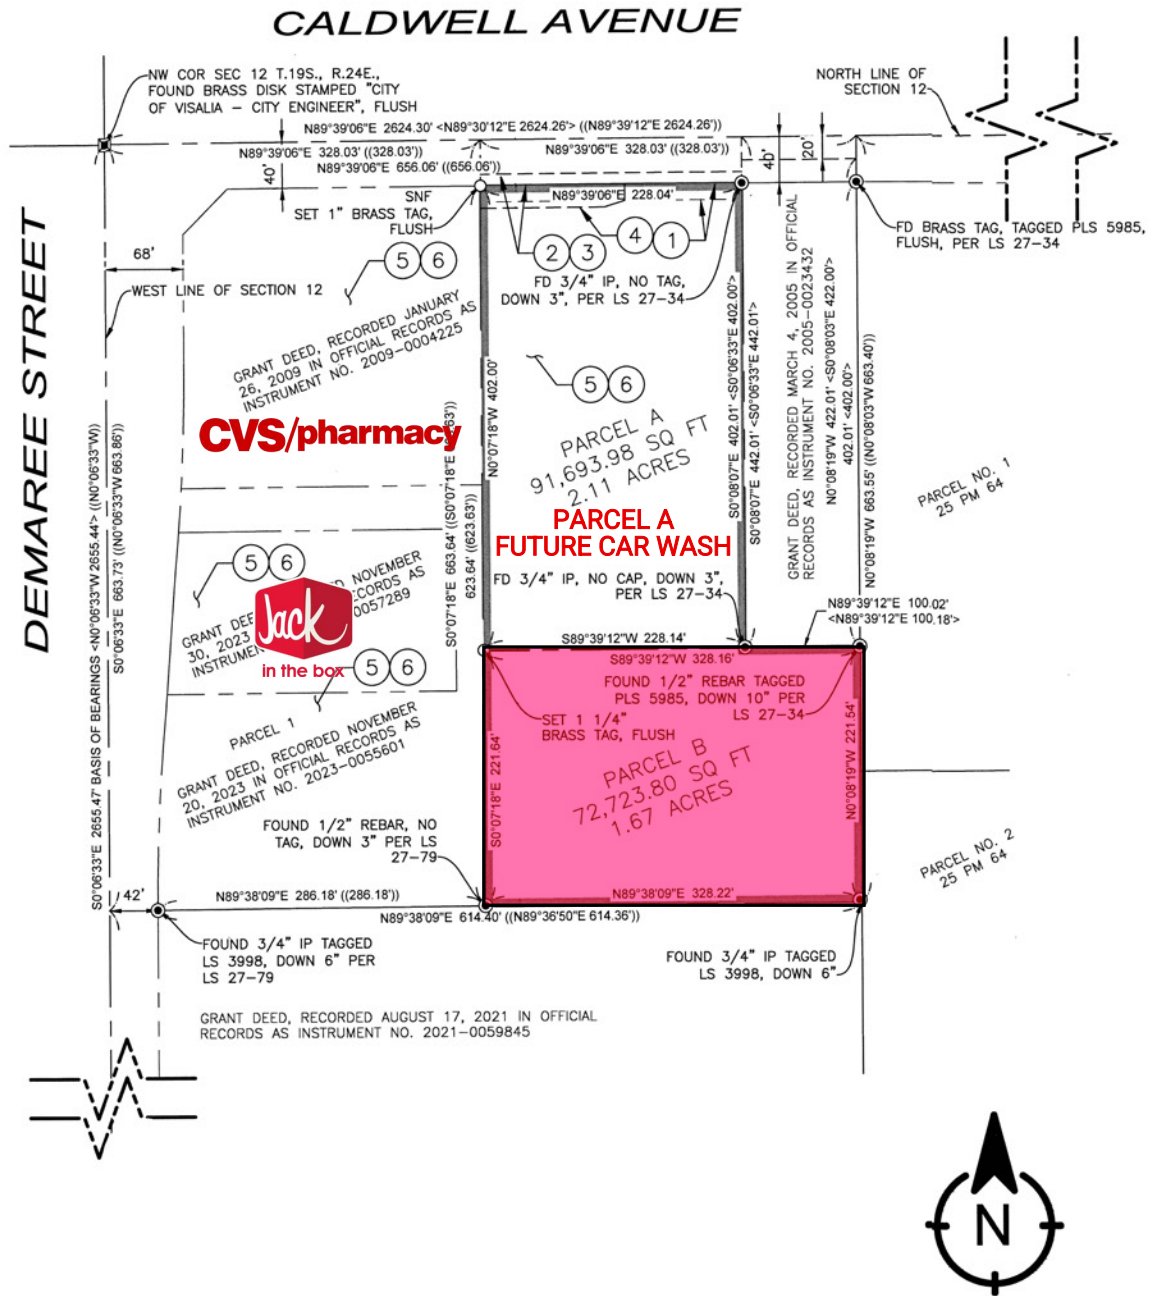 CALDWELL AVENUE
NW COR SEC 12 T.19S., R.24E.,
FOUND BRASS DISK STAMPED "CITY
OF VISALIA – CITY ENGINEER", FLUSH
NORTH LINE OF
SECTION 12
N89°39'06"E 2624.30' <N89°30'12"E 2624.26'> ((N89°39'12"E 2624.26'))
N89°39'06"E 328.03' ((328.03'))
N89°39'06"E 328.03' ((328.03'))
N89°39'06"E 656.06' ((656.06'))
40'
40'
20'
SNF
SET 1" BRASS TAG,
FLUSH
N89°39'06"E 228.04'
FD BRASS TAG, TAGGED PLS 5985,
FLUSH, PER LS 27-34
DEMAREE STREET
68'
WEST LINE OF SECTION 12
5 6
2 3
4 1
FD 3/4" IP, NO TAG,
DOWN 3", PER LS 27-34
GRANT DEED, RECORDED JANUARY
26, 2009 IN OFFICIAL RECORDS AS
INSTRUMENT NO. 2009-0004225
CVS/pharmacy
5 6
PARCEL A
91,693.98 SQ FT
2.11 ACRES
PARCEL A
FUTURE CAR WASH
N0°07'18"W 402.00'
S0°08'07"E 402.01' <S0°06'33"E 402.00'>
S0°08'07"E 442.01' <S0°06'33"E 442.01'>
GRANT DEED, RECORDED MARCH 4, 2005 IN OFFICIAL
RECORDS AS INSTRUMENT NO. 2005-0023432
N0°08'19"W 422.01' <S0°08'03"E 422.00'>
402.01' <402.00'>
N0°08'19"W 663.55' ((N0°08'03"W 663.40'))
PARCEL NO. 1
25 PM 64
S0°06'33"E 2655.47' BASIS OF BEARINGS <N0°06'33"W 2655.44'> ((N0°06'33"W))
S0°06'33"E 663.73' ((N0°06'33"W 663.86'))
S0°07'18"E 663.64' ((S0°07'18"E 63'))
623.64' ((623.63'))
FD 3/4" IP, NO CAP, DOWN 3",
PER LS 27-34
5 6
GRANT DEE D NOVEMBER
30, 2023 ECORDS AS
INSTRUMEN 0057289
Jack
in the box
5 6
N89°39'12"E 100.02'
<N89°39'12"E 100.18'>
S89°39'12"W 228.14'
S89°39'12"W 328.16'
FOUND 1/2" REBAR TAGGED
PLS 5985, DOWN 10" PER
LS 27-34
SET 1 1/4"
BRASS TAG, FLUSH
PARCEL 1
GRANT DEED, RECORDED NOVEMBER
20, 2023 IN OFFICIAL RECORDS AS
INSTRUMENT NO. 2023-0055601
S0°07'18"E 221.64'
PARCEL B
72,723.80 SQ FT
1.67 ACRES
N0°08'19"W 221.54'
FOUND 1/2" REBAR, NO
TAG, DOWN 3" PER LS
27-79
PARCEL NO. 2
25 PM 64
42'
N89°38'09"E 286.18' ((286.18'))
N89°38'09"E 328.22'
N89°38'09"E 614.40' ((N89°36'50"E 614.36'))
FOUND 3/4" IP TAGGED
LS 3998, DOWN 6" PER
LS 27-79
FOUND 3/4" IP TAGGED
LS 3998, DOWN 6"
GRANT DEED, RECORDED AUGUST 17, 2021 IN OFFICIAL
RECORDS AS INSTRUMENT NO. 2021-0059845
N